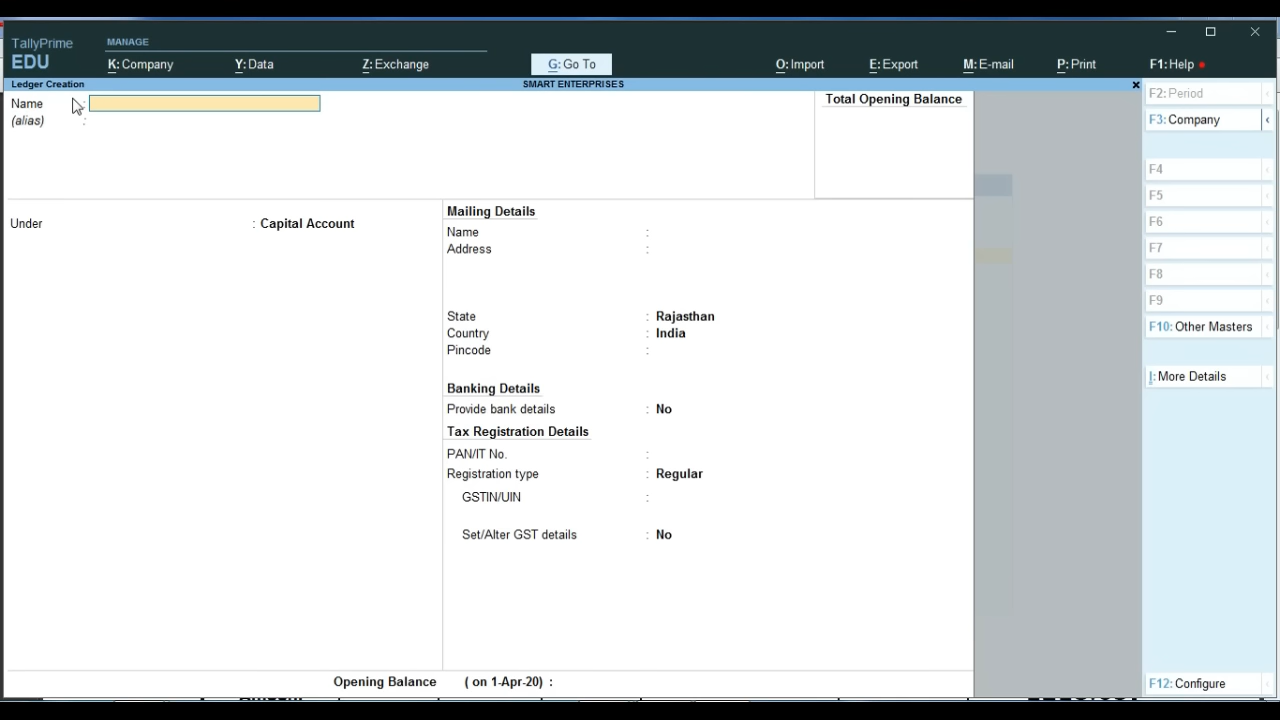 TallyPrime
EDU
MANAGE
K: Company
Y: Data
Z: Exchange
G: Go To
O: Import
E: Export
M: E-mail
P: Print
F1: Help
Ledger Creation
SMART ENTERPRISES
Name :
(alias) :
Total Opening Balance
Under : Capital Account
Mailing Details
Name :
Address :
State : Rajasthan
Country : India
Pincode :
Banking Details
Provide bank details : No
Tax Registration Details
PAN/IT No. :
Registration type : Regular
GSTIN/UIN :
Set/Alter GST details : No
Opening Balance ( on 1-Apr-20) :
F2: Period
F3: Company
F4
F5
F6
F7
F8
F9
F10: Other Masters
I: More Details
F12: Configure